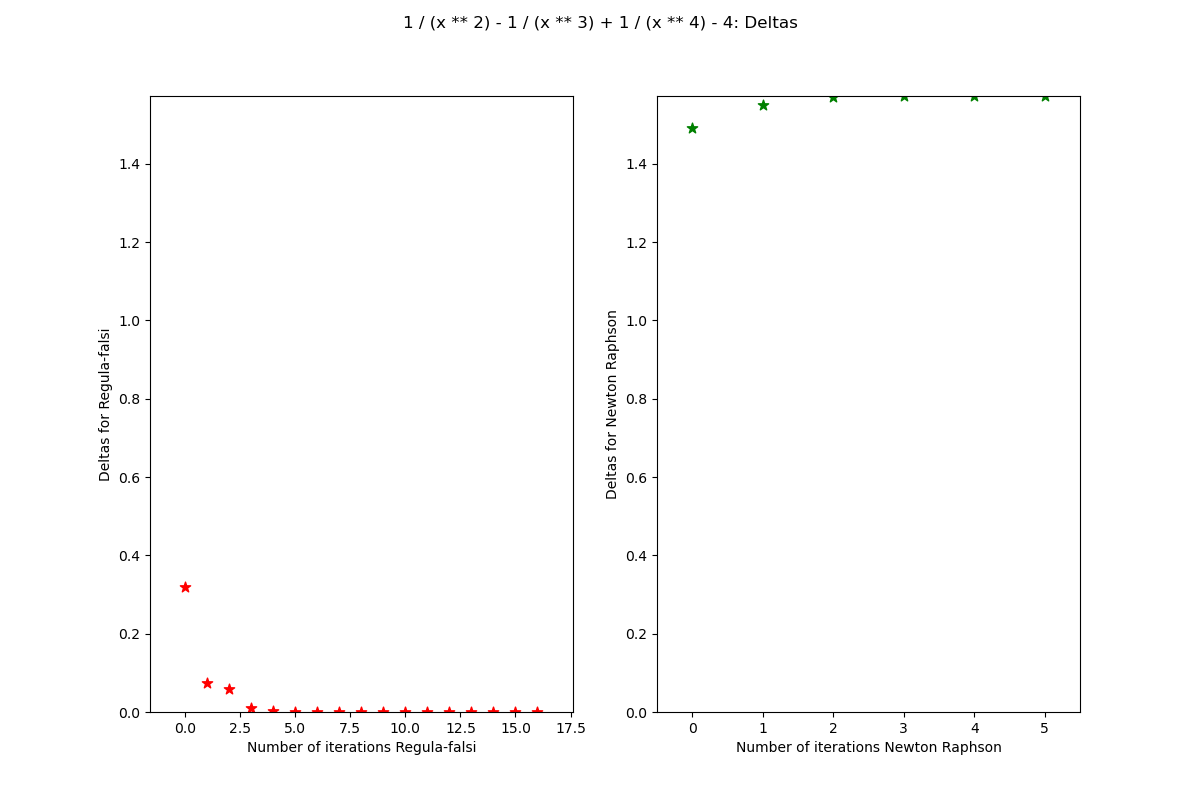 1 / (x ** 2) - 1 / (x ** 3) + 1 / (x ** 4) - 4: Deltas
Deltas for Regula-falsi
1.4
1.2
1.0
0.8
0.6
0.4
0.2
0.0
0.0 2.5 5.0 7.5 10.0 12.5 15.0 17.5
Number of iterations Regula-falsi
Deltas for Newton Raphson
1.4
1.2
1.0
0.8
0.6
0.4
0.2
0.0
0 1 2 3 4 5
Number of iterations Newton Raphson